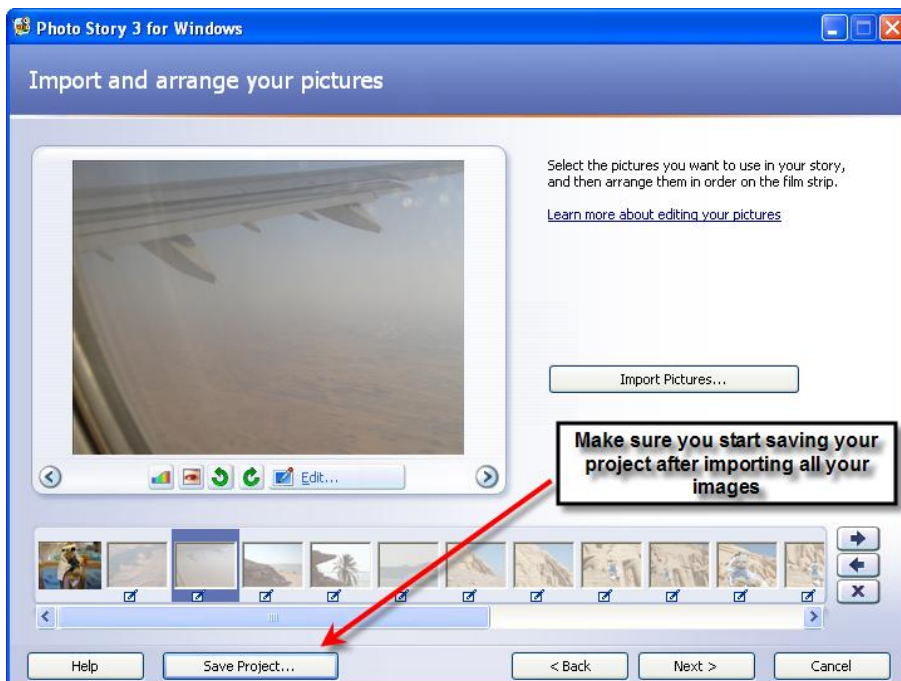 Photo Story 3 for Windows
Import and arrange your pictures
Select the pictures you want to use in your story,
and then arrange them in order on the film strip.
Learn more about editing your pictures
Import Pictures...
Make sure you start saving your
project after importing all your
images
Edit...
Help
Save Project...
< Back
Next >
Cancel